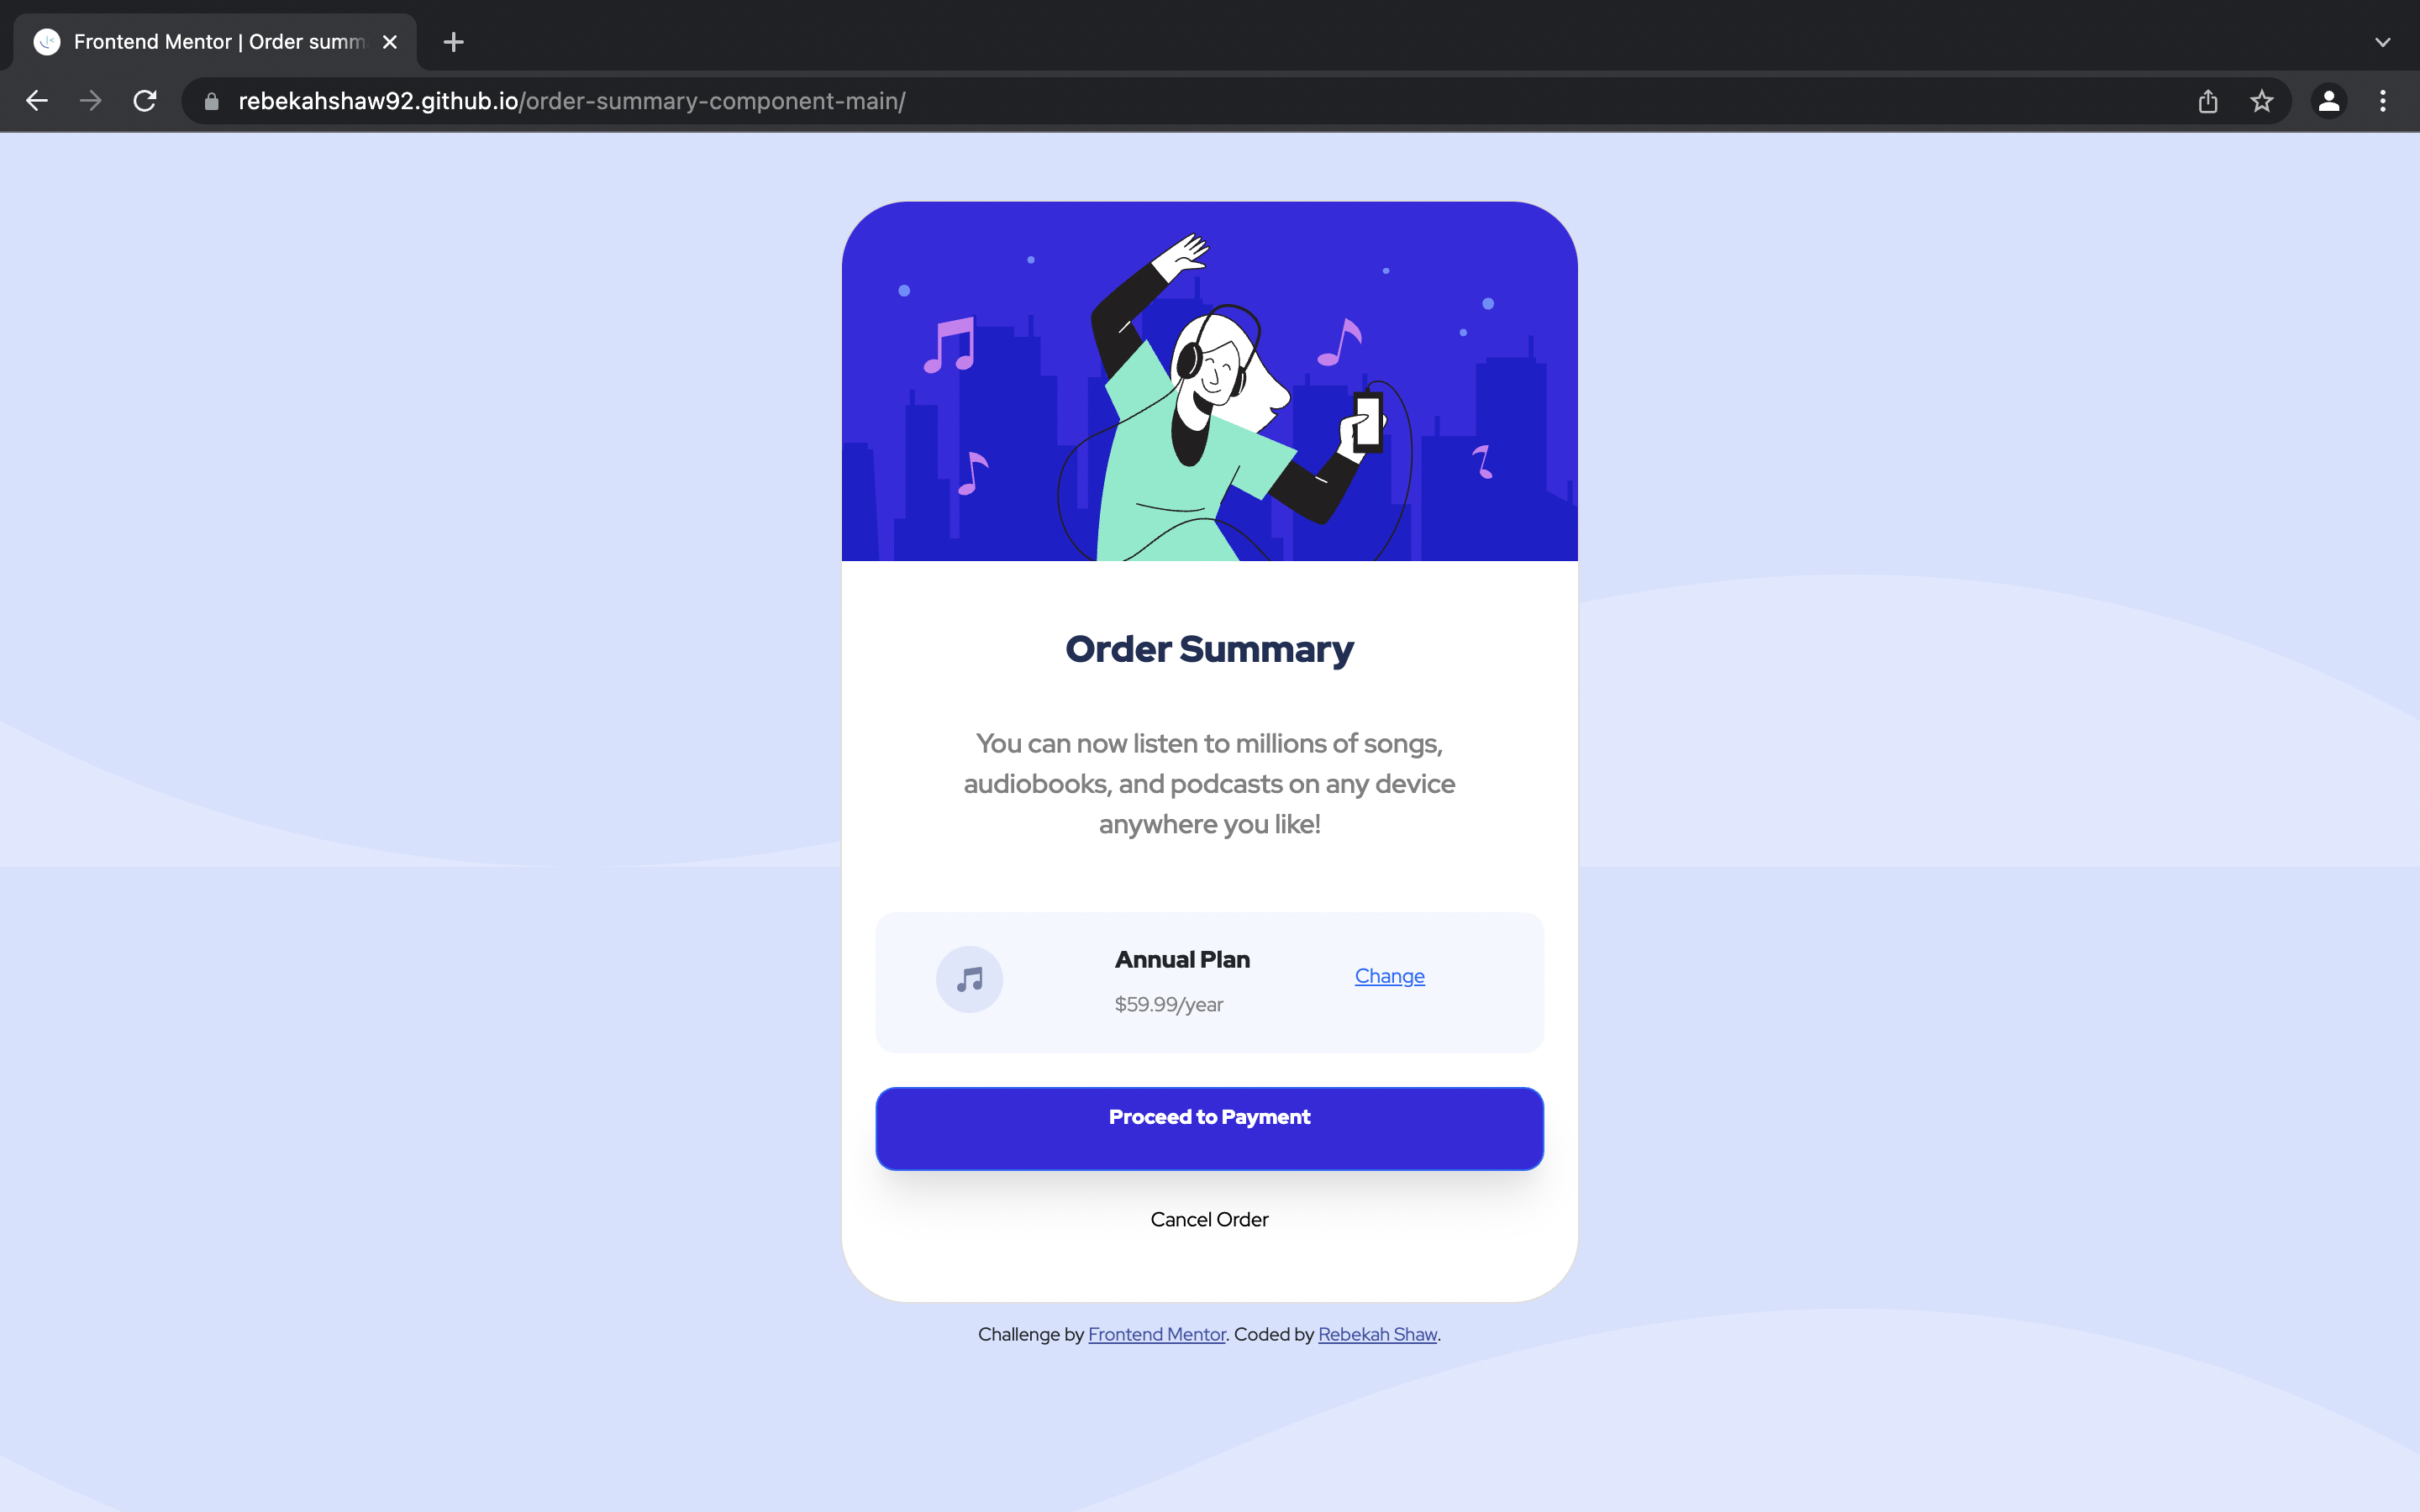 Frontend Mentor | Order summ
rebekahshaw92.github.io/order-summary-component-main/
Order Summary
You can now listen to millions of songs,
audiobooks, and podcasts on any device
anywhere you like!
Annual Plan
$59.99/year
Change
Proceed to Payment
Cancel Order
Challenge by Frontend Mentor. Coded by Rebekah Shaw.